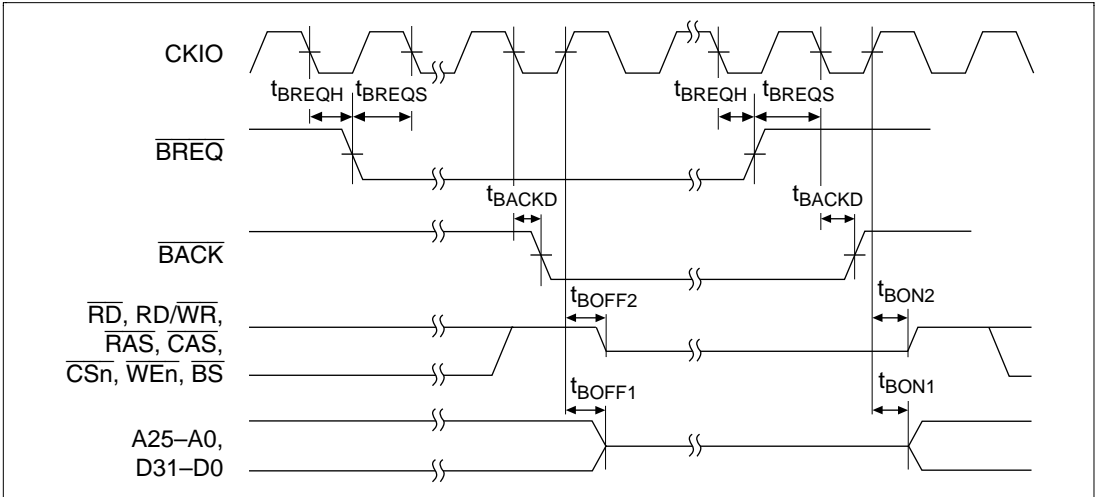 CKIO
tBREQH tBREQS tBREQH tBREQS
BREQ
tBACKD tBACKD
BACK
tBOFF2 tBON2
RD, RD/WR,
RAS, CAS,
CSn, WEn, BS
tBOFF1 tBON1
A25–A0,
D31–D0